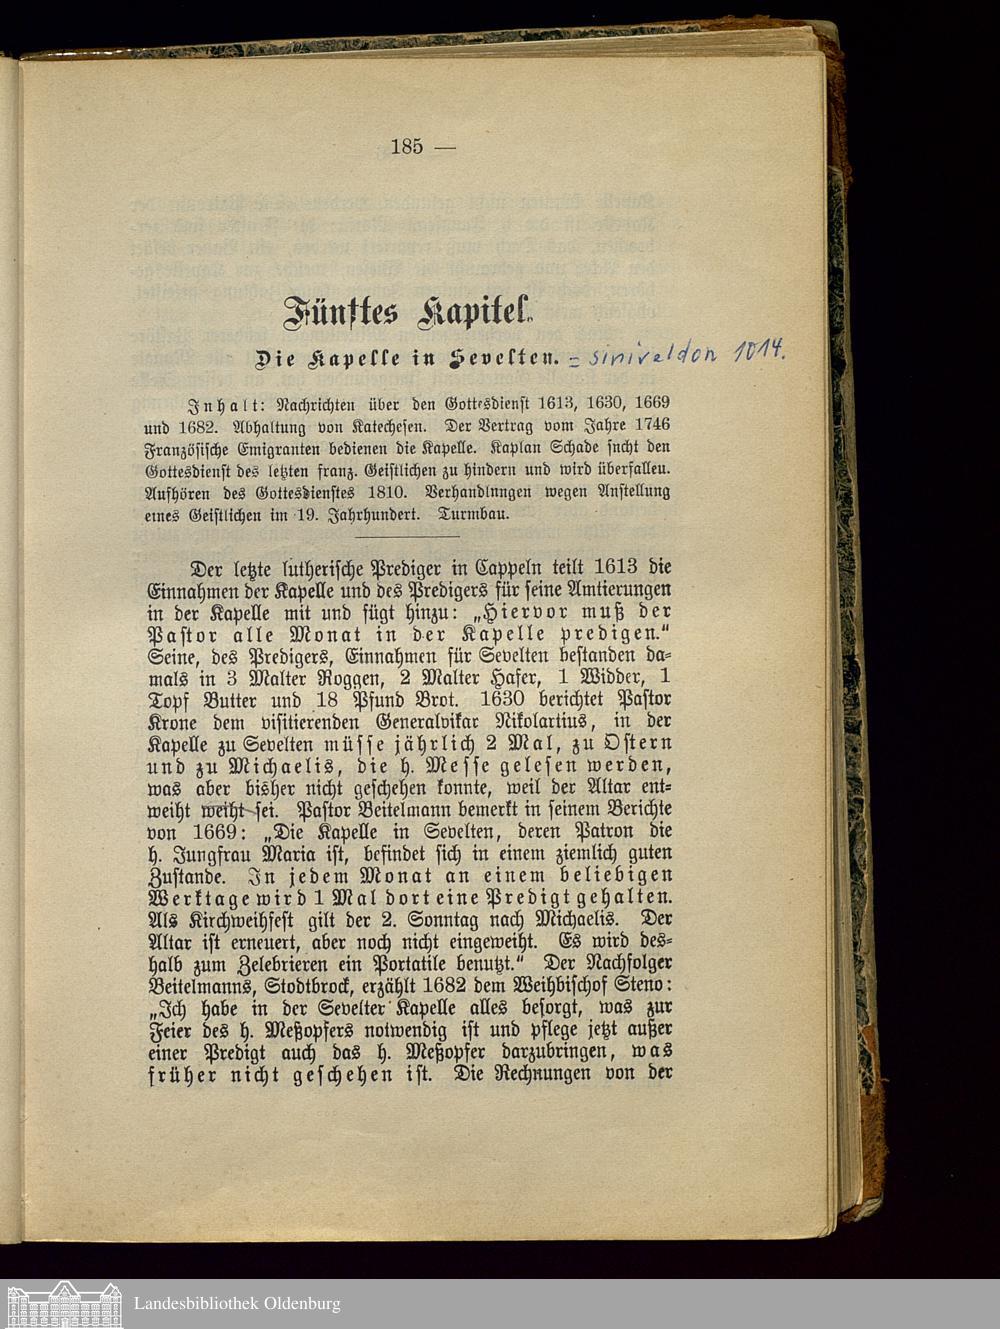 185 —
Fünftes Kapitel.
Die Kapelle in Sevelten. = siniveldon 1014.
Inhalt: Nachrichten über den Gottesdienst 1613, 1630, 1669
und 1682. Abhaltung von Katechesen. Der Vertrag vom Jahre 1746
Französische Emigranten bedienen die Kapelle. Kaplan Schade sucht den
Gottesdienst des letzten franz. Geistlichen zu hindern und wird überfallen.
Aufhören des Gottesdienstes 1810. Verhandlungen wegen Anstellung
eines Geistlichen im 19. Jahrhundert. Turmbau.
Der letzte lutherische Prediger in Cappeln teilt 1613 die
Einnahmen der Kapelle und des Predigers für seine Amtierungen
in der Kapelle mit und fügt hinzu: „Hiervor muß der
Pastor alle Monat in der Kapelle predigen.“
Seine, des Predigers, Einnahmen für Sevelten bestanden da-
mals in 3 Malter Roggen, 2 Malter Hafer, 1 Widder, 1
Topf Butter und 18 Pfund Brot. 1630 berichtet Pastor
Krone dem visitierenden Generalvikar Nikolartius, in der
Kapelle zu Sevelten müsse jährlich 2 Mal, zu Ostern
und zu Michaelis, die h. Messe gelesen werden,
was aber bisher nicht geschehen konnte, weil der Altar ent-
weiht weiht sei. Pastor Beitelmann bemerkt in seinem Berichte
von 1669: „Die Kapelle in Sevelten, deren Patron die
h. Jungfrau Maria ist, befindet sich in einem ziemlich guten
Zustande. In jedem Monat an einem beliebigen
Werktage wird 1 Mal dort eine Predigt gehalten.
Als Kirchweihfest gilt der 2. Sonntag nach Michaelis. Der
Altar ist erneuert, aber noch nicht eingeweiht. Es wird des-
halb zum Zelebrieren ein Portatile benutzt.“ Der Nachfolger
Beitelmanns, Stodtbrock, erzählt 1682 dem Weihbischof Steno:
„Ich habe in der Sevelter Kapelle alles besorgt, was zur
Feier des h. Meßopfers notwendig ist und pflege jetzt außer
einer Predigt auch das h. Meßopfer darzubringen, was
früher nicht geschehen ist. Die Rechnungen von der
Landesbibliothek Oldenburg